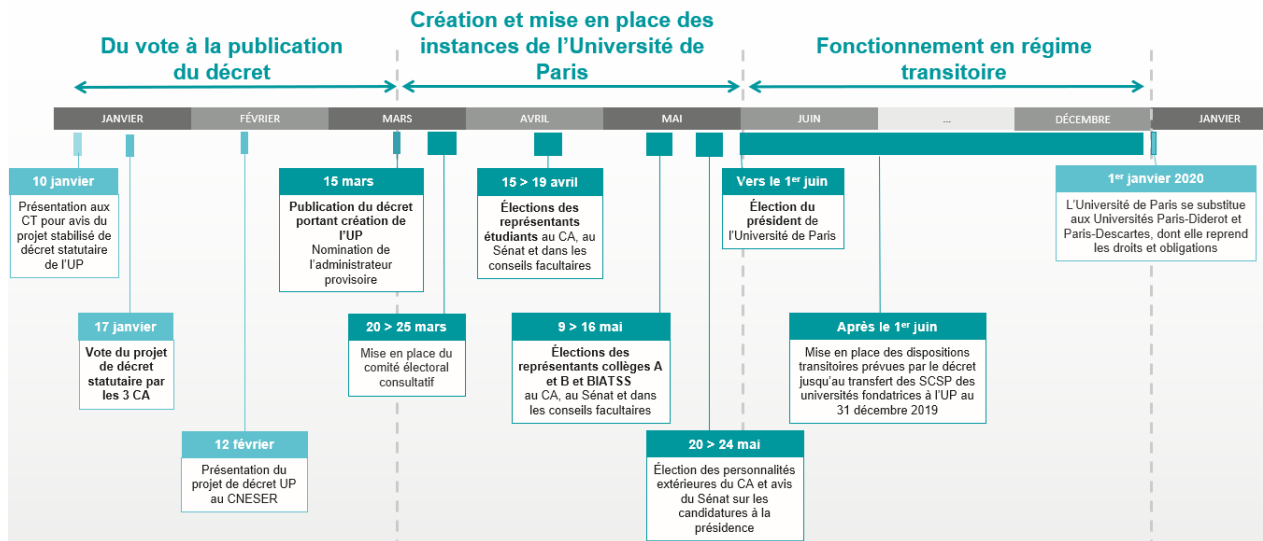 Du vote à la publication
du décret
Création et mise en place des
instances de l'Université de
Paris
Fonctionnement en régime
transitoire
JANVIER
FÉVRIER
MARS
AVRIL
MAI
JUIN
...
DÉCEMBRE
JANVIER
10 janvier
Présentation aux
CT pour avis du
projet stabilisé de
décret statutaire
de l'UP
17 janvier
Vote du projet
de décret
statutaire par
les 3 CA
12 février
Présentation du
projet de décret UP
au CNESER
15 mars
Publication du décret
portant création de
l'UP
Nomination de
l'administrateur
provisoire
20 > 25 mars
Mise en place du
comité électoral
consultatif
15 > 19 avril
Élections des
représentants
étudiants au CA, au
Sénat et dans les
conseils facultaires
9 > 16 mai
Élections des
représentants collèges A
et B et BIATSS
au CA, au Sénat et dans
les conseils facultaires
20 > 24 mai
Élection des personnalités
extérieures du CA et avis
du Sénat sur les
candidatures à la
présidence
Vers le 1er juin
Élection du
président de
l'Université de Paris
Après le 1er juin
Mise en place des dispositions
transitoires prévues par le décret
jusqu'au transfert des SCSP des
universités fondatrices à l'UP au
31 décembre 2019
1er janvier 2020
L'Université de Paris se substitue
aux Universités Paris-Diderot et
Paris-Descartes, dont elle reprend
les droits et obligations